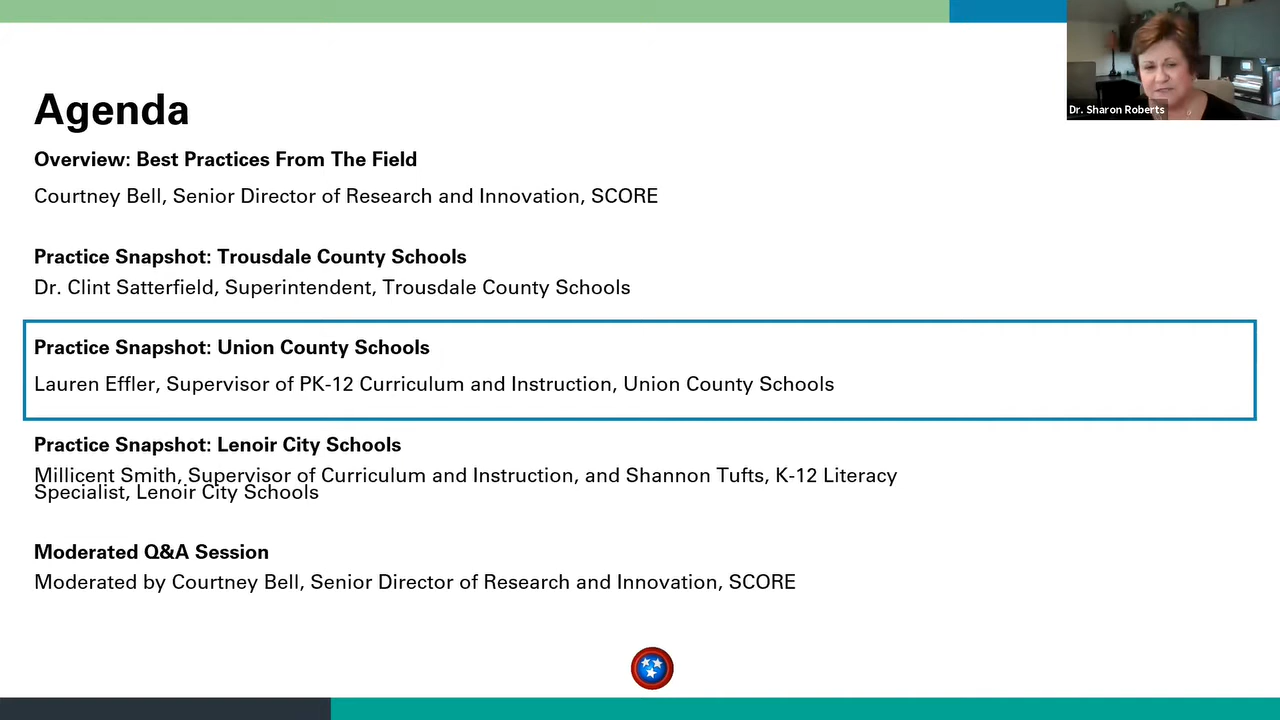 Dr. Sharon Roberts
Agenda
Overview: Best Practices From The Field
Courtney Bell, Senior Director of Research and Innovation, SCORE
Practice Snapshot: Trousdale County Schools
Dr. Clint Satterfield, Superintendent, Trousdale County Schools
Practice Snapshot: Union County Schools
Lauren Effler, Supervisor of PK-12 Curriculum and Instruction, Union County Schools
Practice Snapshot: Lenoir City Schools
Millicent Smith, Supervisor of Curriculum and Instruction, and Shannon Tufts, K-12 Literacy
Specialist, Lenoir City Schools
Moderated Q&A Session
Moderated by Courtney Bell, Senior Director of Research and Innovation, SCORE